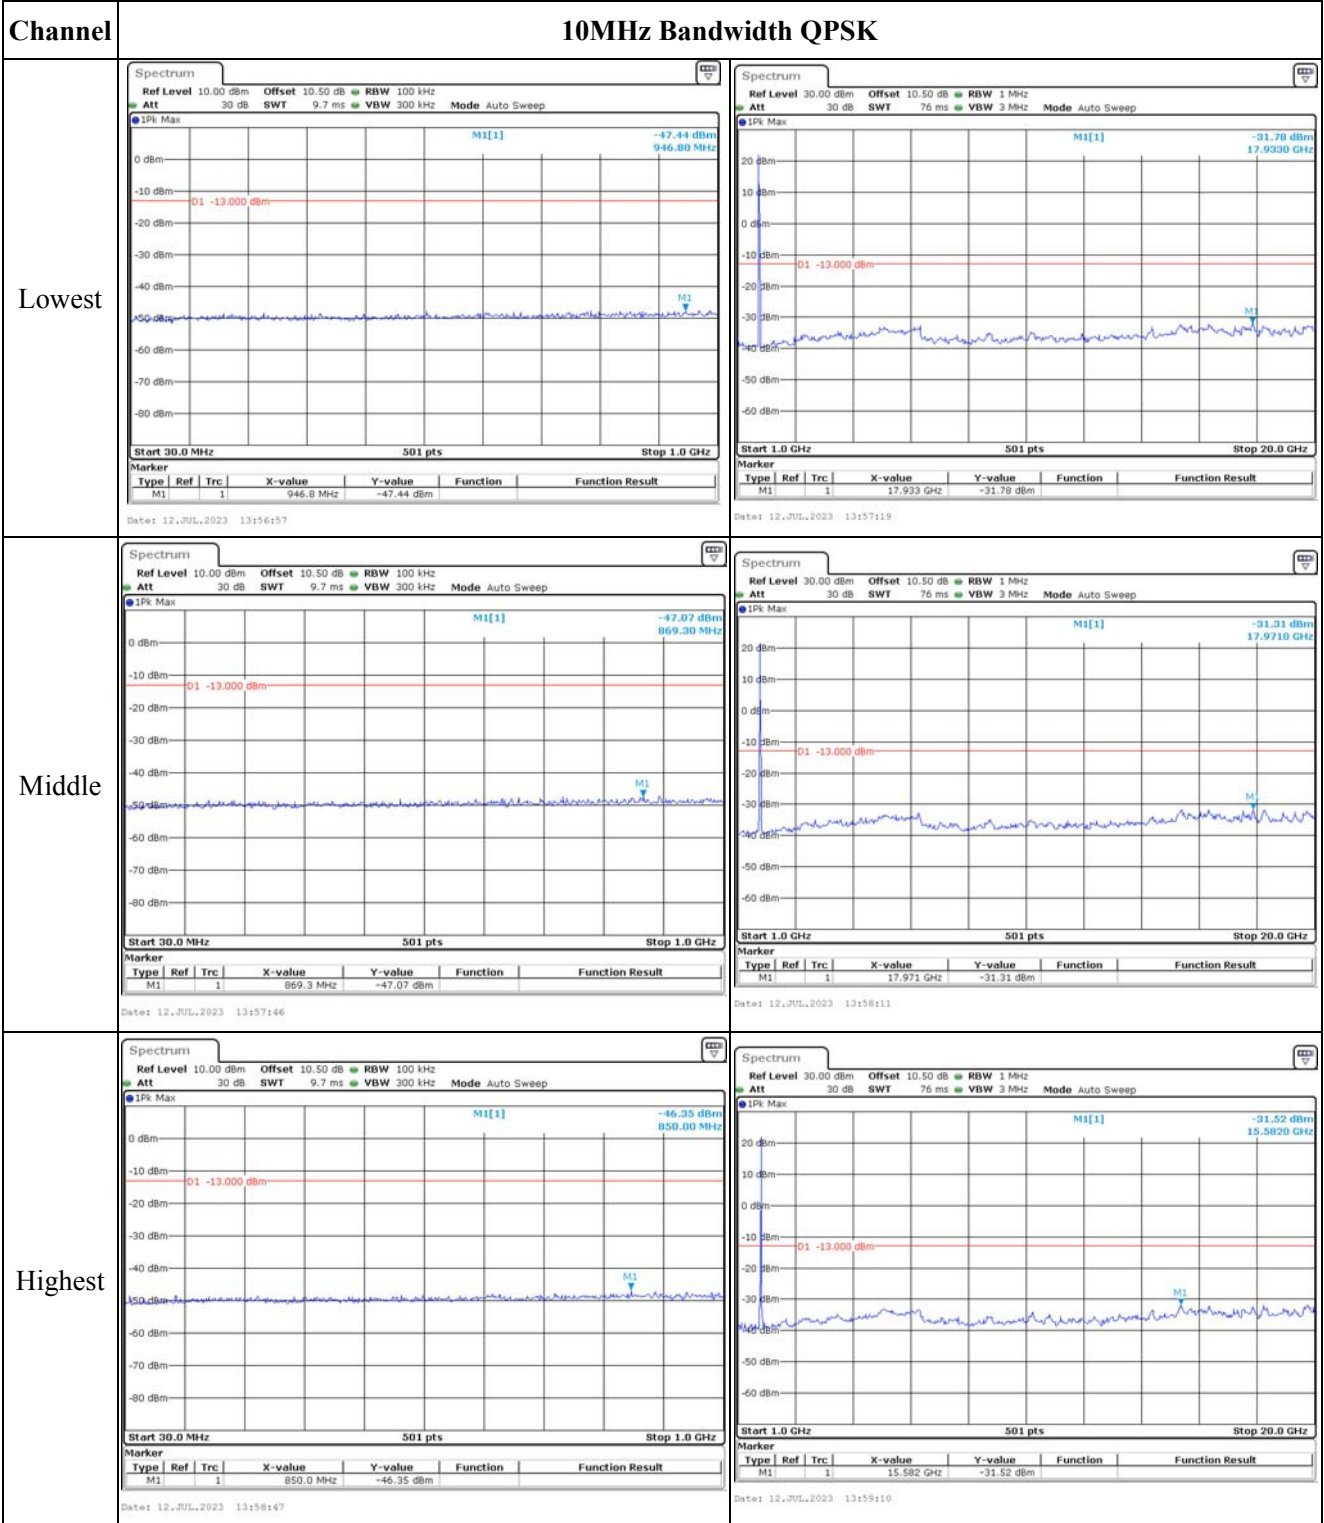 Channel 10MHz Bandwidth QPSK
Lowest
Spectrum
Ref Level 10.00 dBm Offset 10.50 dB RBW 100 kHz
Att 30 dB SWT 9.7 ms VBW 300 kHz Mode Auto Sweep
1Pk Max
M1[1] -47.44 dBm
946.80 MHz
0 dBm
-10 dBm
D1 -13.000 dBm
-20 dBm
-30 dBm
-40 dBm
M1
-50 dBm
-60 dBm
-70 dBm
-80 dBm
Start 30.0 MHz 501 pts Stop 1.0 GHz
Marker
Type Ref Trc X-value Y-value Function Function Result
M1 1 946.8 MHz -47.44 dBm
Date: 12.JUL.2023 13:56:57
Spectrum
Ref Level 30.00 dBm Offset 10.50 dB RBW 1 MHz
Att 30 dB SWT 76 ms VBW 3 MHz Mode Auto Sweep
1Pk Max
M1[1] -31.78 dBm
17.9330 GHz
20 dBm
10 dBm
0 dBm
-10 dBm
D1 -13.000 dBm
-20 dBm
-30 dBm
M1
-40 dBm
-50 dBm
-60 dBm
Start 1.0 GHz 501 pts Stop 20.0 GHz
Marker
Type Ref Trc X-value Y-value Function Function Result
M1 1 17.933 GHz -31.78 dBm
Date: 12.JUL.2023 13:57:19
Middle
Spectrum
Ref Level 10.00 dBm Offset 10.50 dB RBW 100 kHz
Att 30 dB SWT 9.7 ms VBW 300 kHz Mode Auto Sweep
1Pk Max
M1[1] -47.07 dBm
869.30 MHz
0 dBm
-10 dBm
D1 -13.000 dBm
-20 dBm
-30 dBm
-40 dBm
M1
-50 dBm
-60 dBm
-70 dBm
-80 dBm
Start 30.0 MHz 501 pts Stop 1.0 GHz
Marker
Type Ref Trc X-value Y-value Function Function Result
M1 1 869.3 MHz -47.07 dBm
Date: 12.JUL.2023 13:57:46
Spectrum
Ref Level 30.00 dBm Offset 10.50 dB RBW 1 MHz
Att 30 dB SWT 76 ms VBW 3 MHz Mode Auto Sweep
1Pk Max
M1[1] -31.31 dBm
17.9710 GHz
20 dBm
10 dBm
0 dBm
-10 dBm
D1 -13.000 dBm
-20 dBm
M1
-30 dBm
-40 dBm
-50 dBm
-60 dBm
Start 1.0 GHz 501 pts Stop 20.0 GHz
Marker
Type Ref Trc X-value Y-value Function Function Result
M1 1 17.971 GHz -31.31 dBm
Date: 12.JUL.2023 13:58:11
Highest
Spectrum
Ref Level 10.00 dBm Offset 10.50 dB RBW 100 kHz
Att 30 dB SWT 9.7 ms VBW 300 kHz Mode Auto Sweep
1Pk Max
M1[1] -46.35 dBm
850.00 MHz
0 dBm
-10 dBm
D1 -13.000 dBm
-20 dBm
-30 dBm
-40 dBm
M1
-50 dBm
-60 dBm
-70 dBm
-80 dBm
Start 30.0 MHz 501 pts Stop 1.0 GHz
Marker
Type Ref Trc X-value Y-value Function Function Result
M1 1 850.0 MHz -46.35 dBm
Date: 12.JUL.2023 13:58:47
Spectrum
Ref Level 30.00 dBm Offset 10.50 dB RBW 1 MHz
Att 30 dB SWT 76 ms VBW 3 MHz Mode Auto Sweep
1Pk Max
M1[1] -31.52 dBm
15.5820 GHz
20 dBm
10 dBm
0 dBm
-10 dBm
D1 -13.000 dBm
-20 dBm
M1
-30 dBm
-40 dBm
-50 dBm
-60 dBm
Start 1.0 GHz 501 pts Stop 20.0 GHz
Marker
Type Ref Trc X-value Y-value Function Function Result
M1 1 15.582 GHz -31.52 dBm
Date: 12.JUL.2023 13:59:10